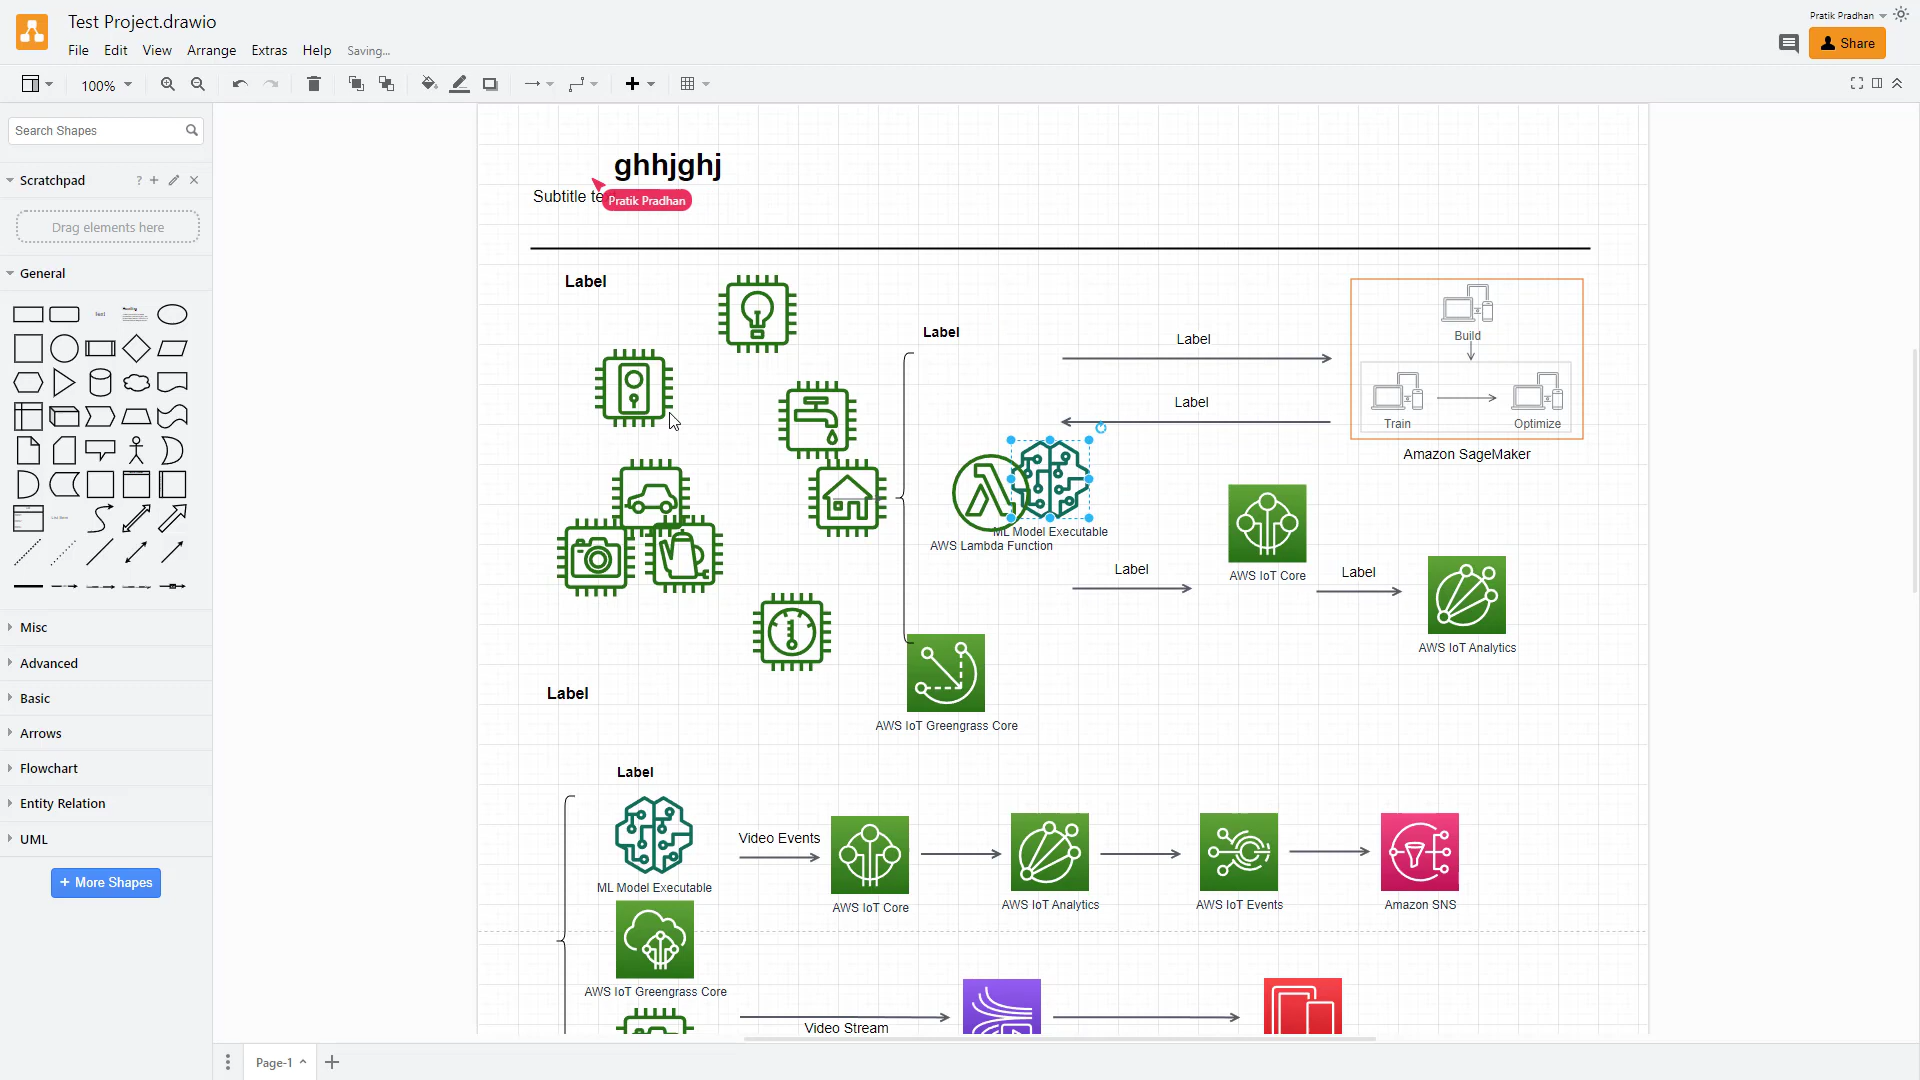 Test Project.drawio
Pratik Pradhan
File Edit View Arrange Extras Help Saving...
Share
100%
Search Shapes
Scratchpad
?
Drag elements here
General
Text
Heading
Misc
Advanced
Basic
Arrows
Flowchart
Entity Relation
UML
+ More Shapes
ghhjghj
Subtitle te
Pratik Pradhan
Label
Label
Label
Build
Label
Train
Optimize
Amazon SageMaker
ML Model Executable
AWS Lambda Function
Label
AWS IoT Core
Label
AWS IoT Analytics
Label
AWS IoT Greengrass Core
Label
Video Events
ML Model Executable
AWS IoT Core
AWS IoT Analytics
AWS IoT Events
Amazon SNS
AWS IoT Greengrass Core
Video Stream
Page-1